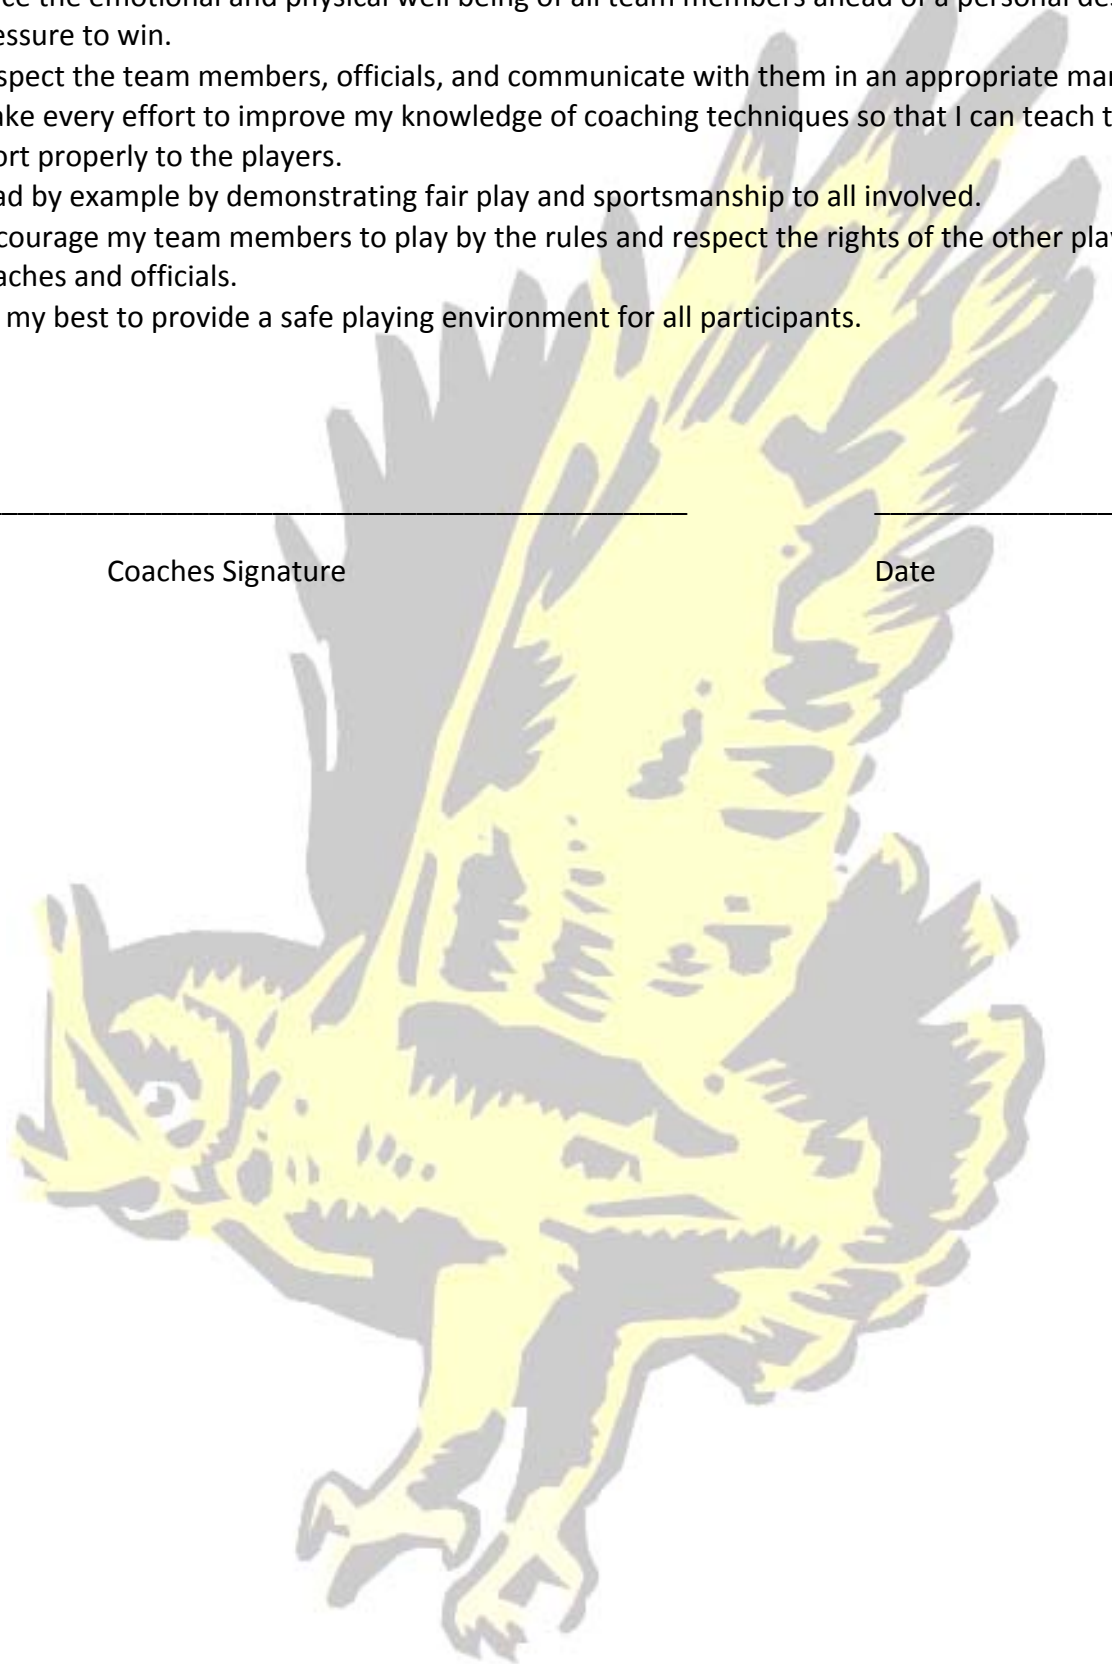 ce the emotional and physical well being of all team members ahead of a personal des
essure to win.
spect the team members, officials, and communicate with them in an appropriate mar
ake every effort to improve my knowledge of coaching techniques so that I can teach t
ort properly to the players.
ad by example by demonstrating fair play and sportsmanship to all involved.
courage my team members to play by the rules and respect the rights of the other play
aches and officials.
my best to provide a safe playing environment for all participants.
Coaches Signature Date